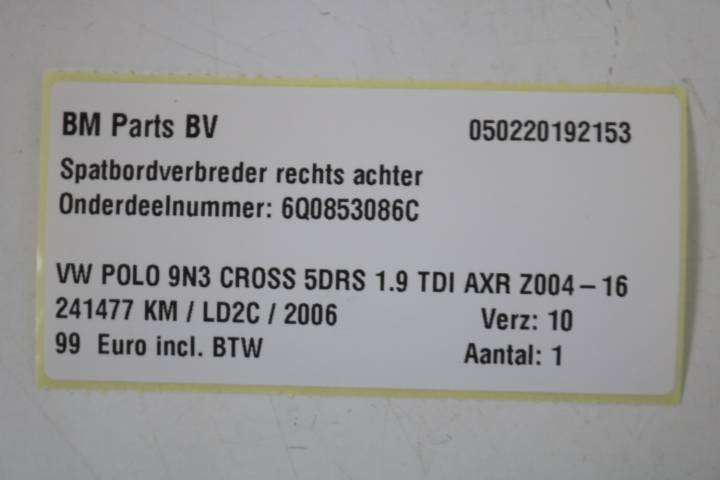 BM Parts BV 050220192153
Spatbordverbreder rechts achter
Onderdeelnummer: 6Q0853086C
VW POLO 9N3 CROSS 5DRS 1.9 TDI AXR Z004-16
241477 KM / LD2C / 2006 Verz: 10
99 Euro incl. BTW Aantal: 1